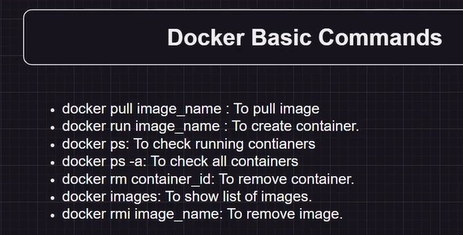 Docker Basic Commands
• docker pull image_name : To pull image
• docker run image_name : To create container.
• docker ps: To check running contianers
• docker ps -a: To check all containers
• docker rm container_id: To remove container.
• docker images: To show list of images.
• docker rmi image_name: To remove image.